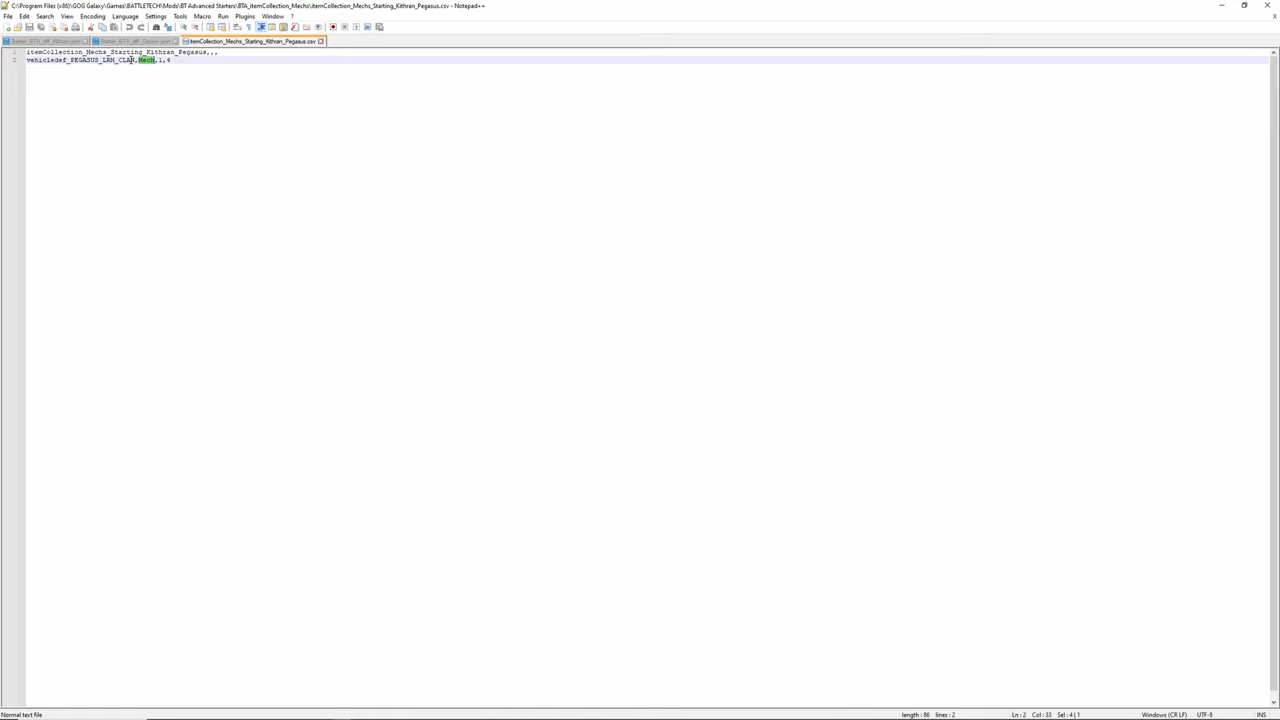 C:\Program Files (x86)\GOG Galaxy\Games\BATTLETECH\Mods\BT Advanced Starters\BTA_itemCollection_Mechs\itemCollection_Mechs_Starting_Kithran_Pegasus.csv - Notepad++
File Edit Search View Encoding Language Settings Tools Macro Run Plugins Window ?
itemCollection_Mechs_Starting_Kithran_Pegasus.csv
1 itemCollection_Mechs_Starting_Kithran_Pegasus,,,
2 vehicledef_PEGASUS_LRM_CLAN,Mech,1,4
Normal text file length : 86 lines : 2 Ln : 2 Col : 33 Sel : 4 | 1 Windows (CR LF) UTF-8 INS